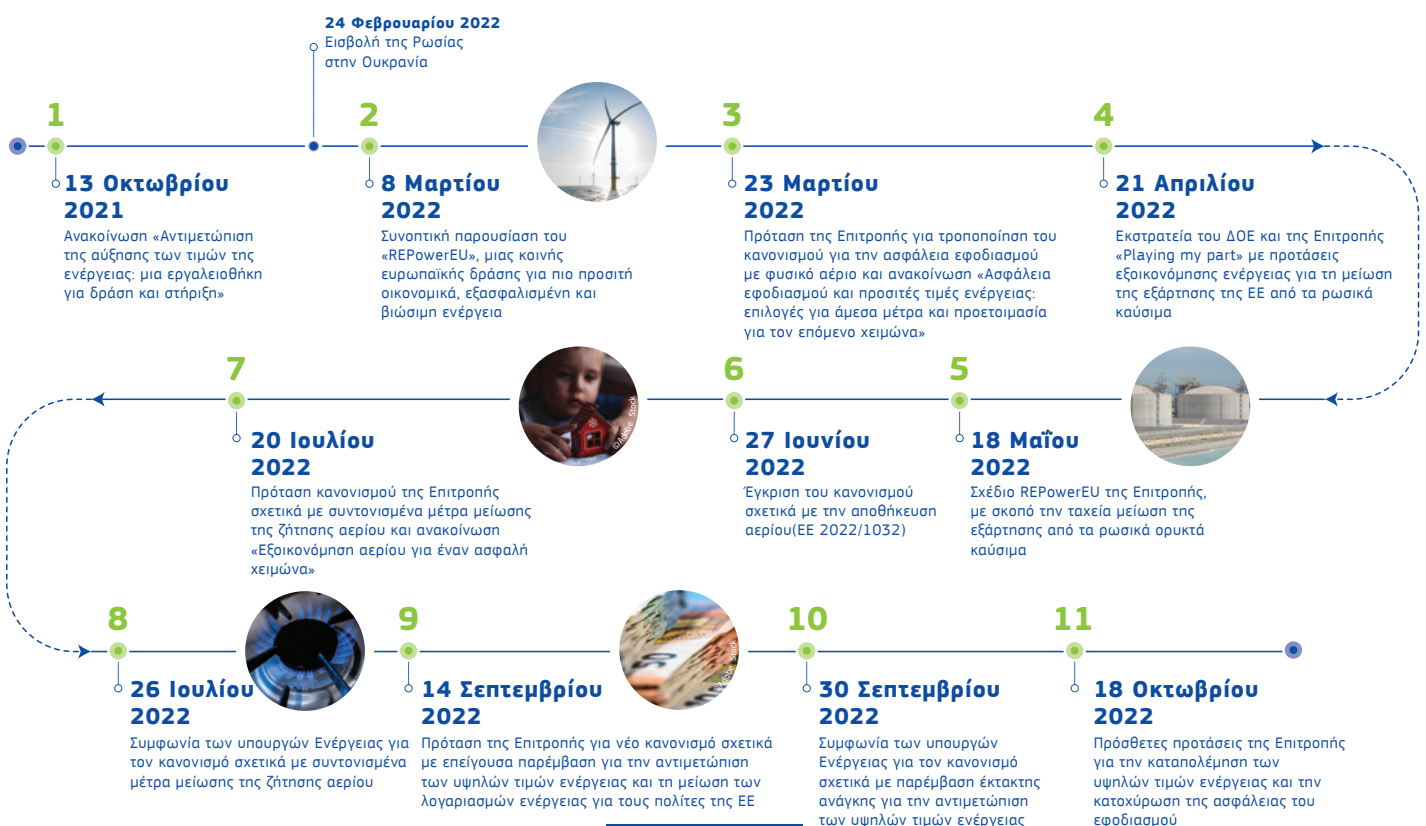 24 Φεβρουαρίου 2022
Εισβολή της Ρωσίας
στην Ουκρανία
1
13 Οκτωβρίου
2021
Ανακοίνωση «Αντιμετώπιση
της αύξησης των τιμών της
ενέργειας: μια εργαλειοθήκη
για δράση και στήριξη»
2
8 Μαρτίου
2022
Συνοπτική παρουσίαση του
«REPowerEU», μιας κοινής
ευρωπαϊκής δράσης για πιο προσιτή
οικονομικά, εξασφαλισμένη και
βιώσιμη ενέργεια
3
23 Μαρτίου
2022
Πρόταση της Επιτροπής για τροποποίηση του
κανονισμού για την ασφάλεια εφοδιασμού
με φυσικό αέριο και ανακοίνωση «Ασφάλεια
εφοδιασμού και προσιτές τιμές ενέργειας:
επιλογές για άμεσα μέτρα και προετοιμασία
για τον επόμενο χειμώνα»
4
21 Απριλίου
2022
Εκστρατεία του ΔΟΕ και της Επιτροπής
«Playing my part» με προτάσεις
εξοικονόμησης ενέργειας για τη μείωση
της εξάρτησης της ΕΕ από τα ρωσικά
καύσιμα
5
18 Μαΐου
2022
Σχέδιο REPowerEU της Επιτροπής,
με σκοπό την ταχεία μείωση της
εξάρτησης από τα ρωσικά ορυκτά
καύσιμα
6
27 Ιουνίου
2022
Έγκριση του κανονισμού
σχετικά με την αποθήκευση
αερίου(ΕΕ 2022/1032)
©Adobe Stock
7
20 Ιουλίου
2022
Πρόταση κανονισμού της Επιτροπής
σχετικά με συντονισμένα μέτρα μείωσης
της ζήτησης αερίου και ανακοίνωση
«Εξοικονόμηση αερίου για έναν ασφαλή
χειμώνα»
8
26 Ιουλίου
2022
Συμφωνία των υπουργών Ενέργειας για
τον κανονισμό σχετικά με συντονισμένα
μέτρα μείωσης της ζήτησης αερίου
9
14 Σεπτεμβρίου
2022
Πρόταση της Επιτροπής για νέο κανονισμό σχετικά
με επείγουσα παρέμβαση για την αντιμετώπιση
των υψηλών τιμών ενέργειας και τη μείωση των
λογαριασμών ενέργειας για τους πολίτες της ΕΕ
©Adobe Stock
10
30 Σεπτεμβρίου
2022
Συμφωνία των υπουργών
Ενέργειας για τον κανονισμό
σχετικά με παρέμβαση έκτακτης
ανάγκης για την αντιμετώπιση
των υψηλών τιμών ενέργειας
11
18 Οκτωβρίου
2022
Πρόσθετες προτάσεις της Επιτροπής
για την καταπολέμηση των
υψηλών τιμών ενέργειας και την
κατοχύρωση της ασφάλειας του
εφοδιασμού